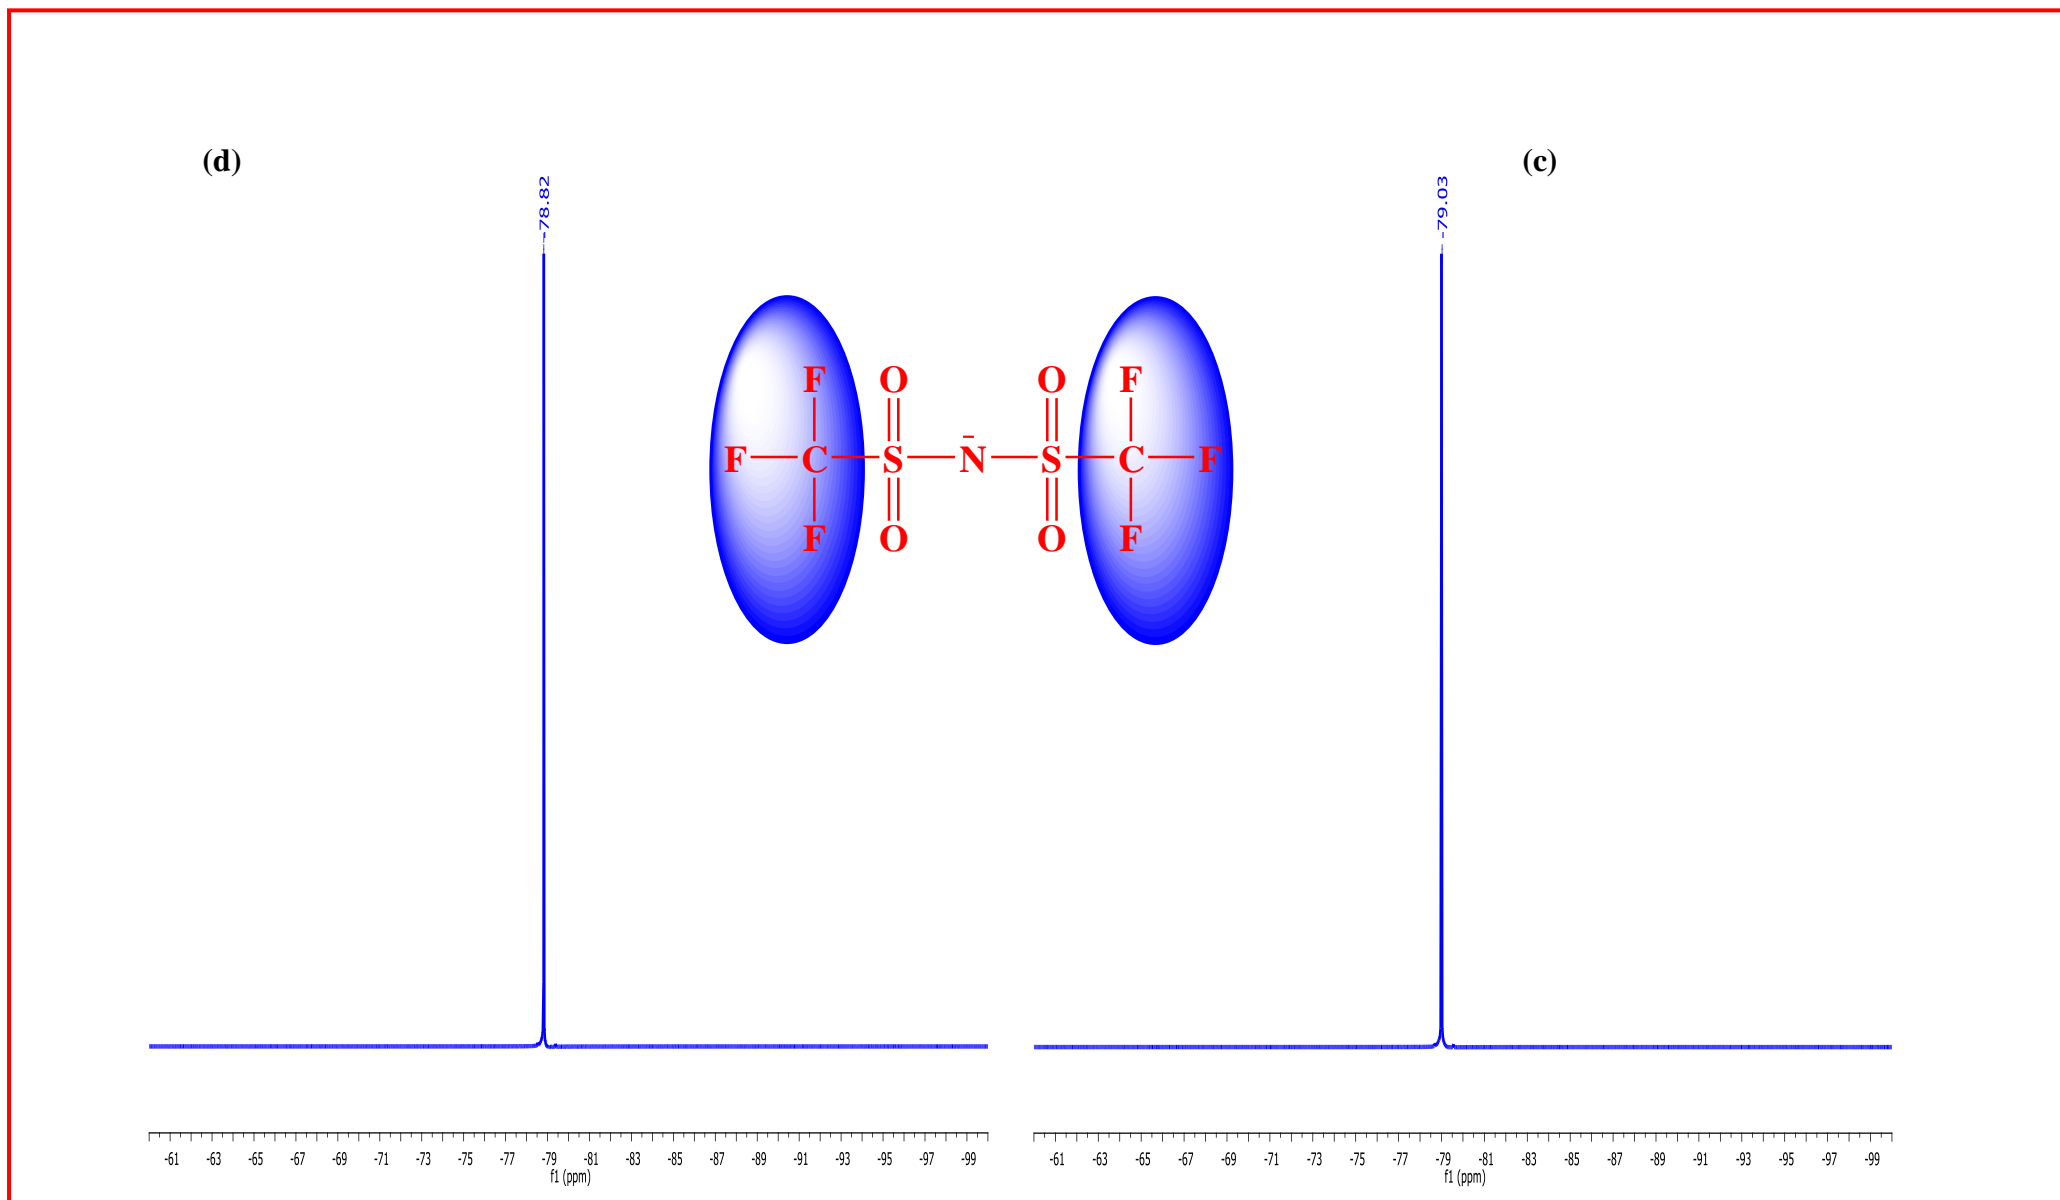 (d)
(c)
-78.82
-79.03
F O O F
F C S N̄ S C F
F O O F
-61 -63 -65 -67 -69 -71 -73 -75 -77 -79 -81 -83 -85 -87 -89 -91 -93 -95 -97 -99
f1 (ppm)
-61 -63 -65 -67 -69 -71 -73 -75 -77 -79 -81 -83 -85 -87 -89 -91 -93 -95 -97 -99
f1 (ppm)